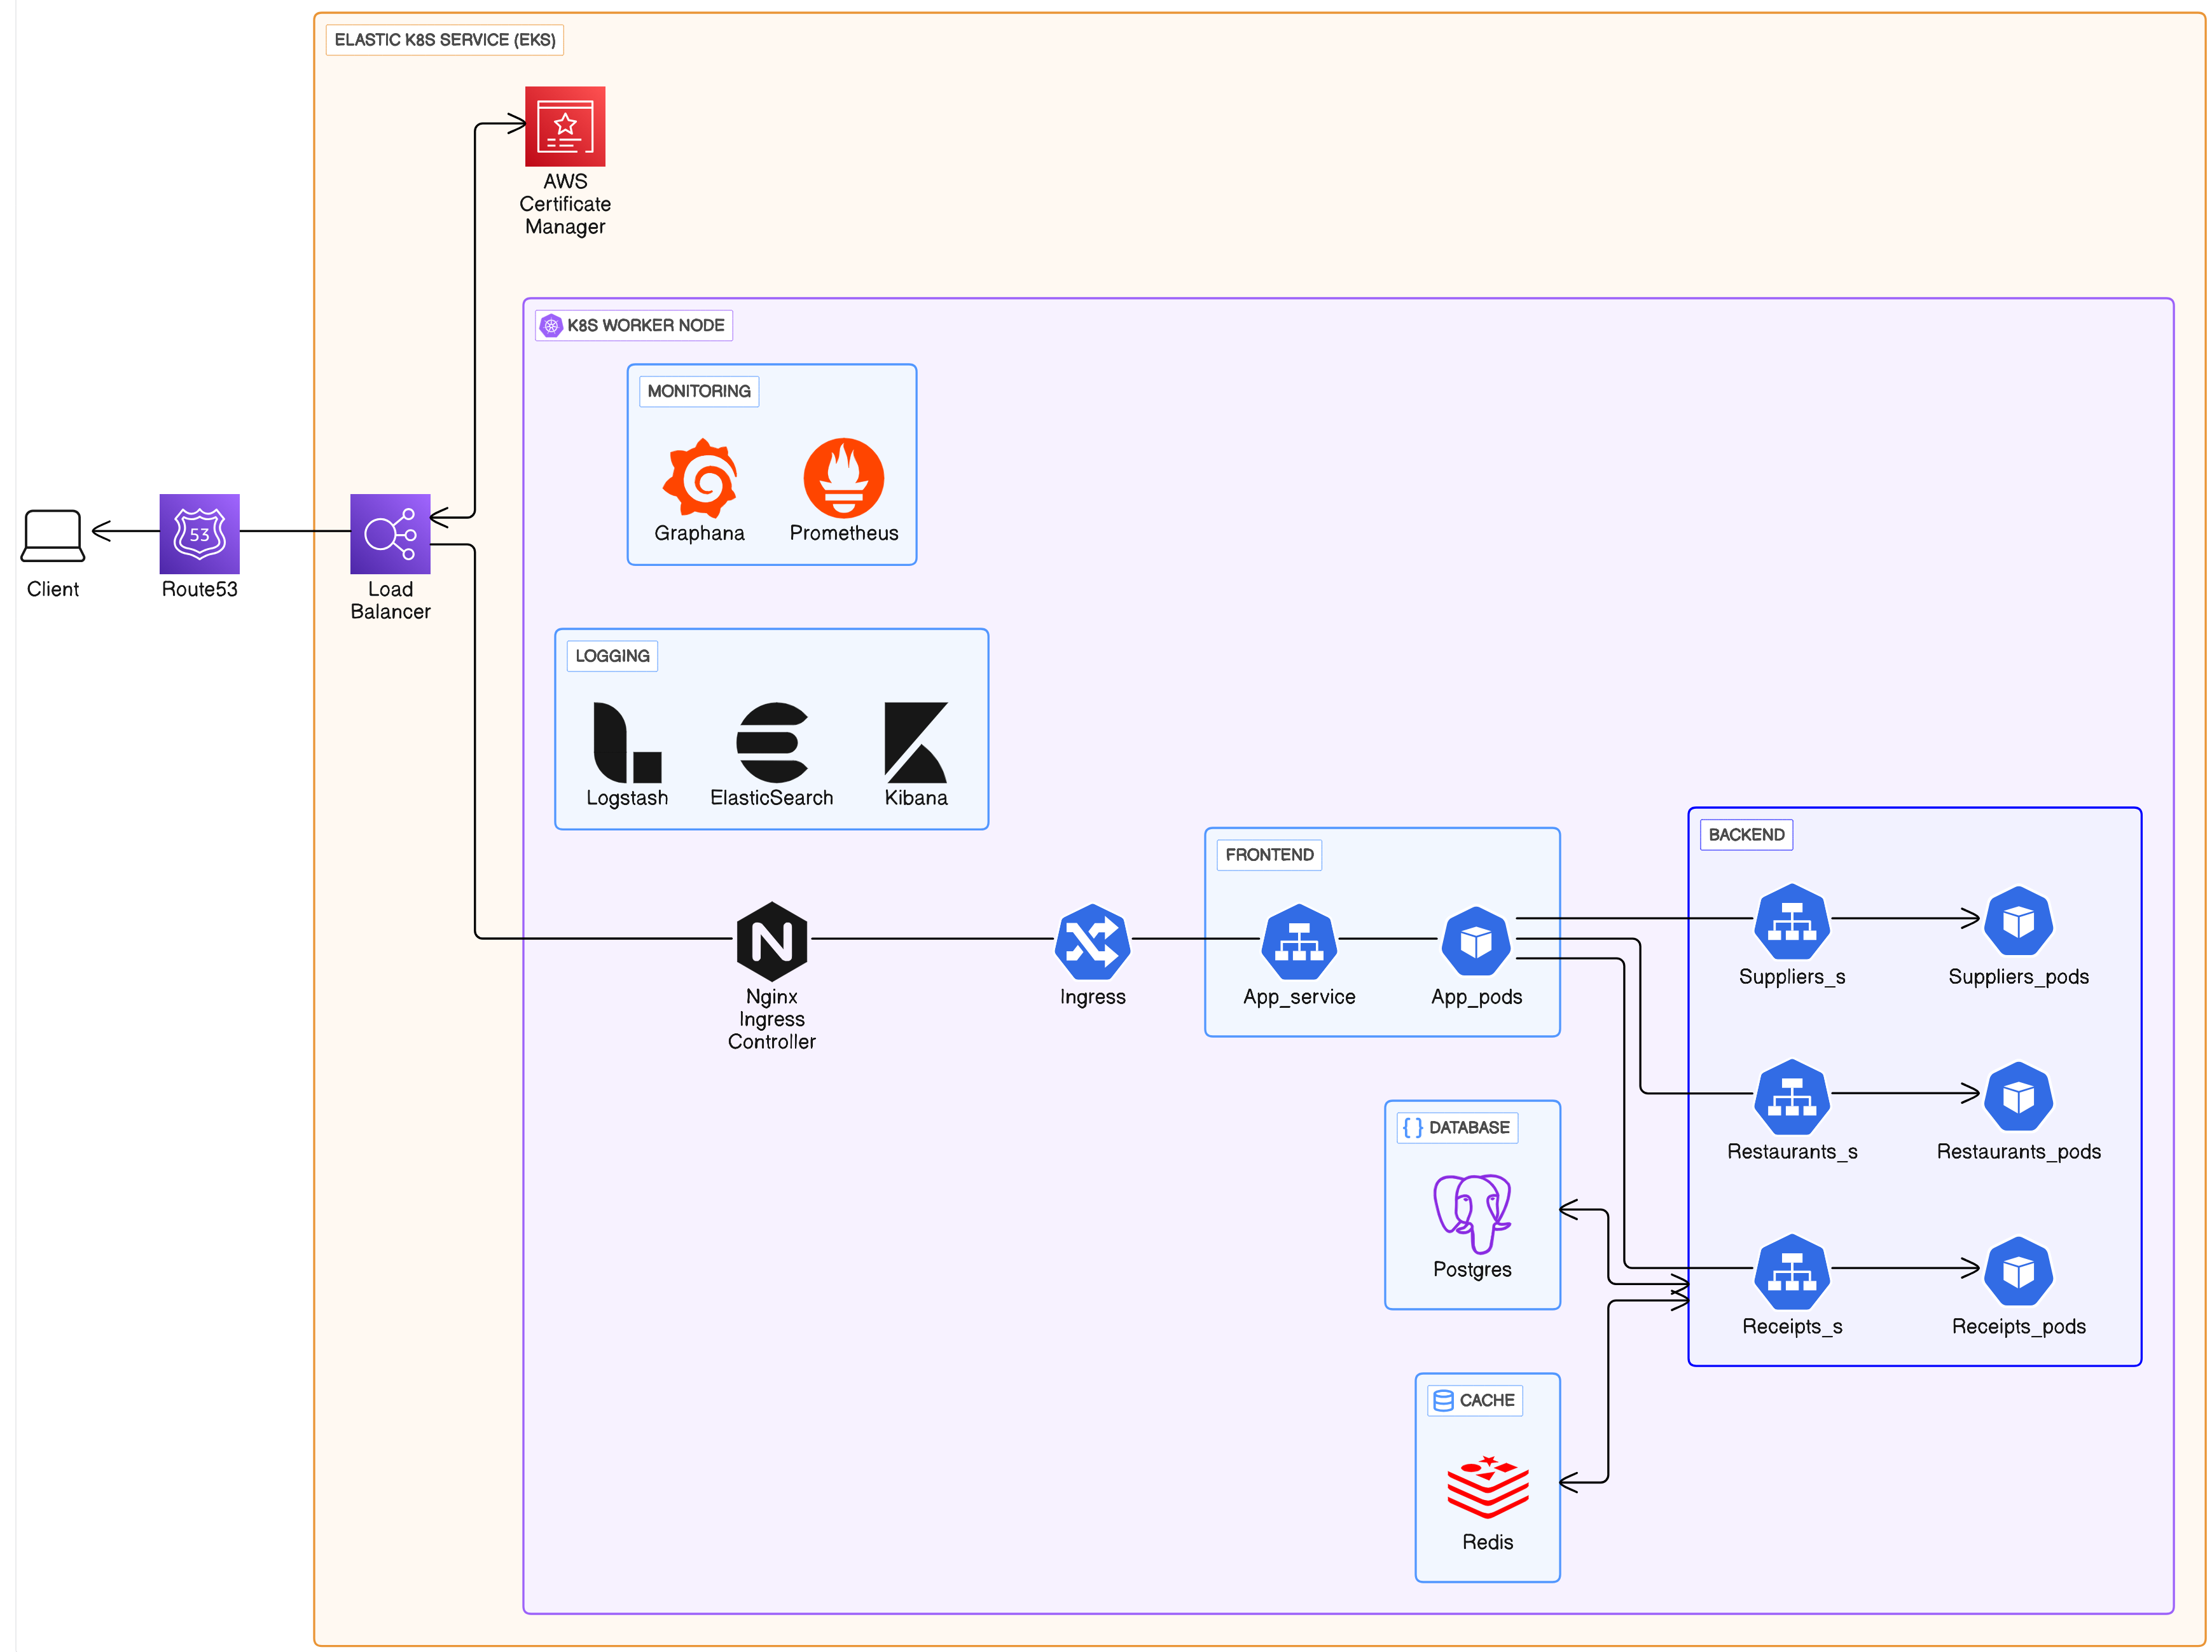 ELASTIC K8S SERVICE (EKS)
AWS
Certificate
Manager
K8S WORKER NODE
MONITORING
Graphana
Prometheus
Client
53
Route53
Load
Balancer
LOGGING
Logstash
ElasticSearch
Kibana
Nginx
Ingress
Controller
Ingress
FRONTEND
App_service
App_pods
BACKEND
Suppliers_s
Suppliers_pods
Restaurants_s
Restaurants_pods
Receipts_s
Receipts_pods
{} DATABASE
Postgres
CACHE
Redis